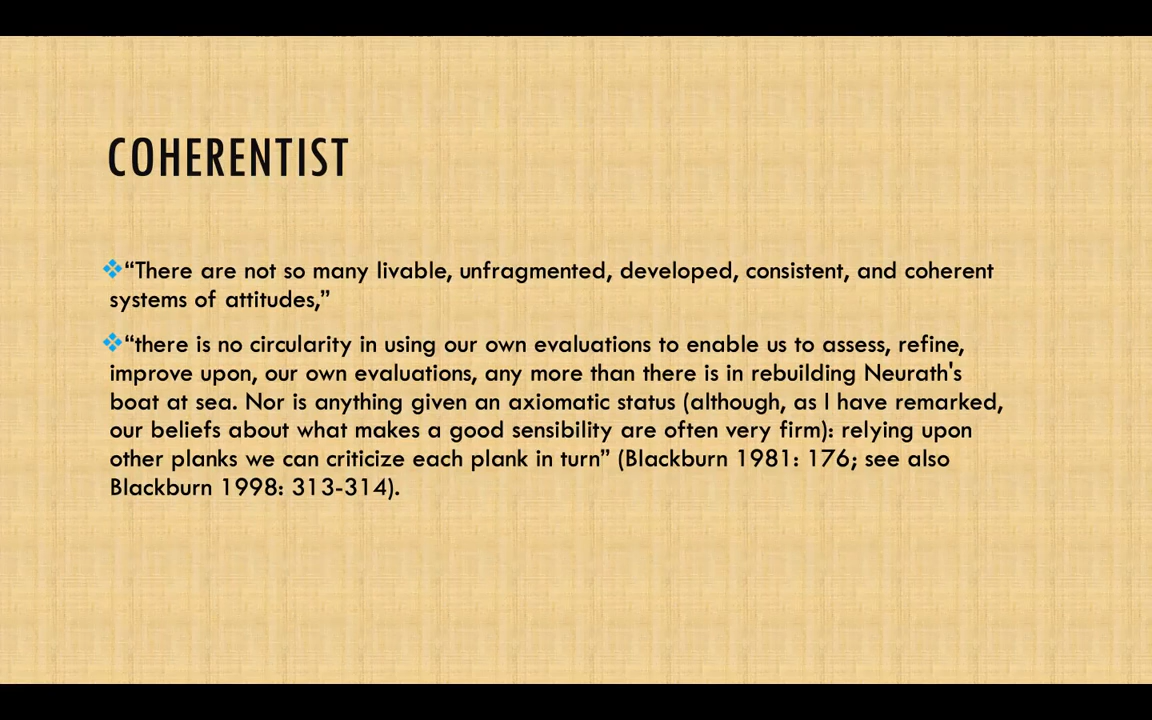 COHERENTIST
“There are not so many livable, unfragmented, developed, consistent, and coherent
systems of attitudes,”
“there is no circularity in using our own evaluations to enable us to assess, refine,
improve upon, our own evaluations, any more than there is in rebuilding Neurath's
boat at sea. Nor is anything given an axiomatic status (although, as I have remarked,
our beliefs about what makes a good sensibility are often very firm): relying upon
other planks we can criticize each plank in turn” (Blackburn 1981: 176; see also
Blackburn 1998: 313-314).